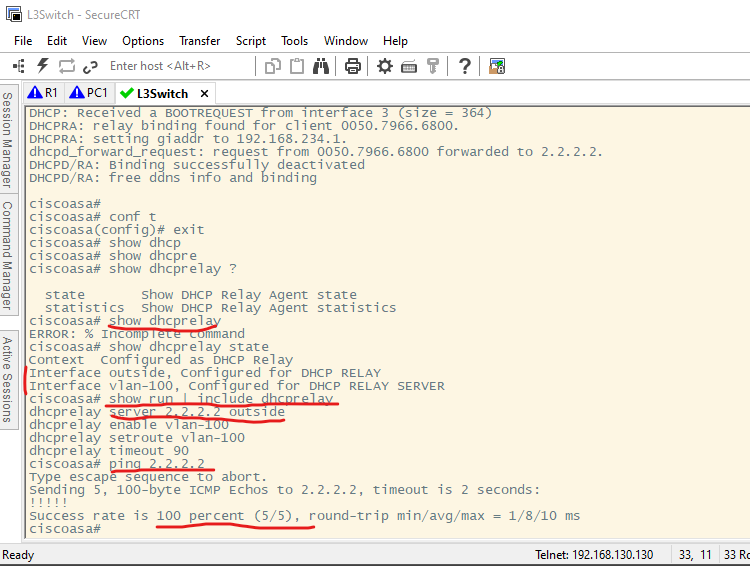 L3Switch - SecureCRT
File Edit View Options Transfer Script Tools Window Help
Enter host <Alt+R>
R1 PC1 L3Switch
Session Manager
Command Manager
Active Sessions
DHCP: Received a BOOTREQUEST from interface 3 (size = 364)
DHCPRA: relay binding found for client 0050.7966.6800.
DHCPRA: setting giaddr to 192.168.234.1.
dhcpd_forward_request: request from 0050.7966.6800 forwarded to 2.2.2.2.
DHCPD/RA: Binding successfully deactivated
DHCPD/RA: free ddns info and binding
ciscoasa#
ciscoasa# conf t
ciscoasa(config)# exit
ciscoasa# show dhcp
ciscoasa# show dhcpre
ciscoasa# show dhcprelay ?
state Show DHCP Relay Agent state
statistics Show DHCP Relay Agent statistics
ciscoasa# show dhcprelay
ERROR: % Incomplete command
ciscoasa# show dhcprelay state
Context Configured as DHCP Relay
Interface outside, Configured for DHCP RELAY
Interface vlan-100, Configured for DHCP RELAY SERVER
ciscoasa# show run | include dhcprelay
dhcprelay server 2.2.2.2 outside
dhcprelay enable vlan-100
dhcprelay setroute vlan-100
dhcprelay timeout 90
ciscoasa# ping 2.2.2.2
Type escape sequence to abort.
Sending 5, 100-byte ICMP Echos to 2.2.2.2, timeout is 2 seconds:
!!!!!
Success rate is 100 percent (5/5), round-trip min/avg/max = 1/8/10 ms
ciscoasa#
Ready Telnet: 192.168.130.130 33, 11 33 Ro